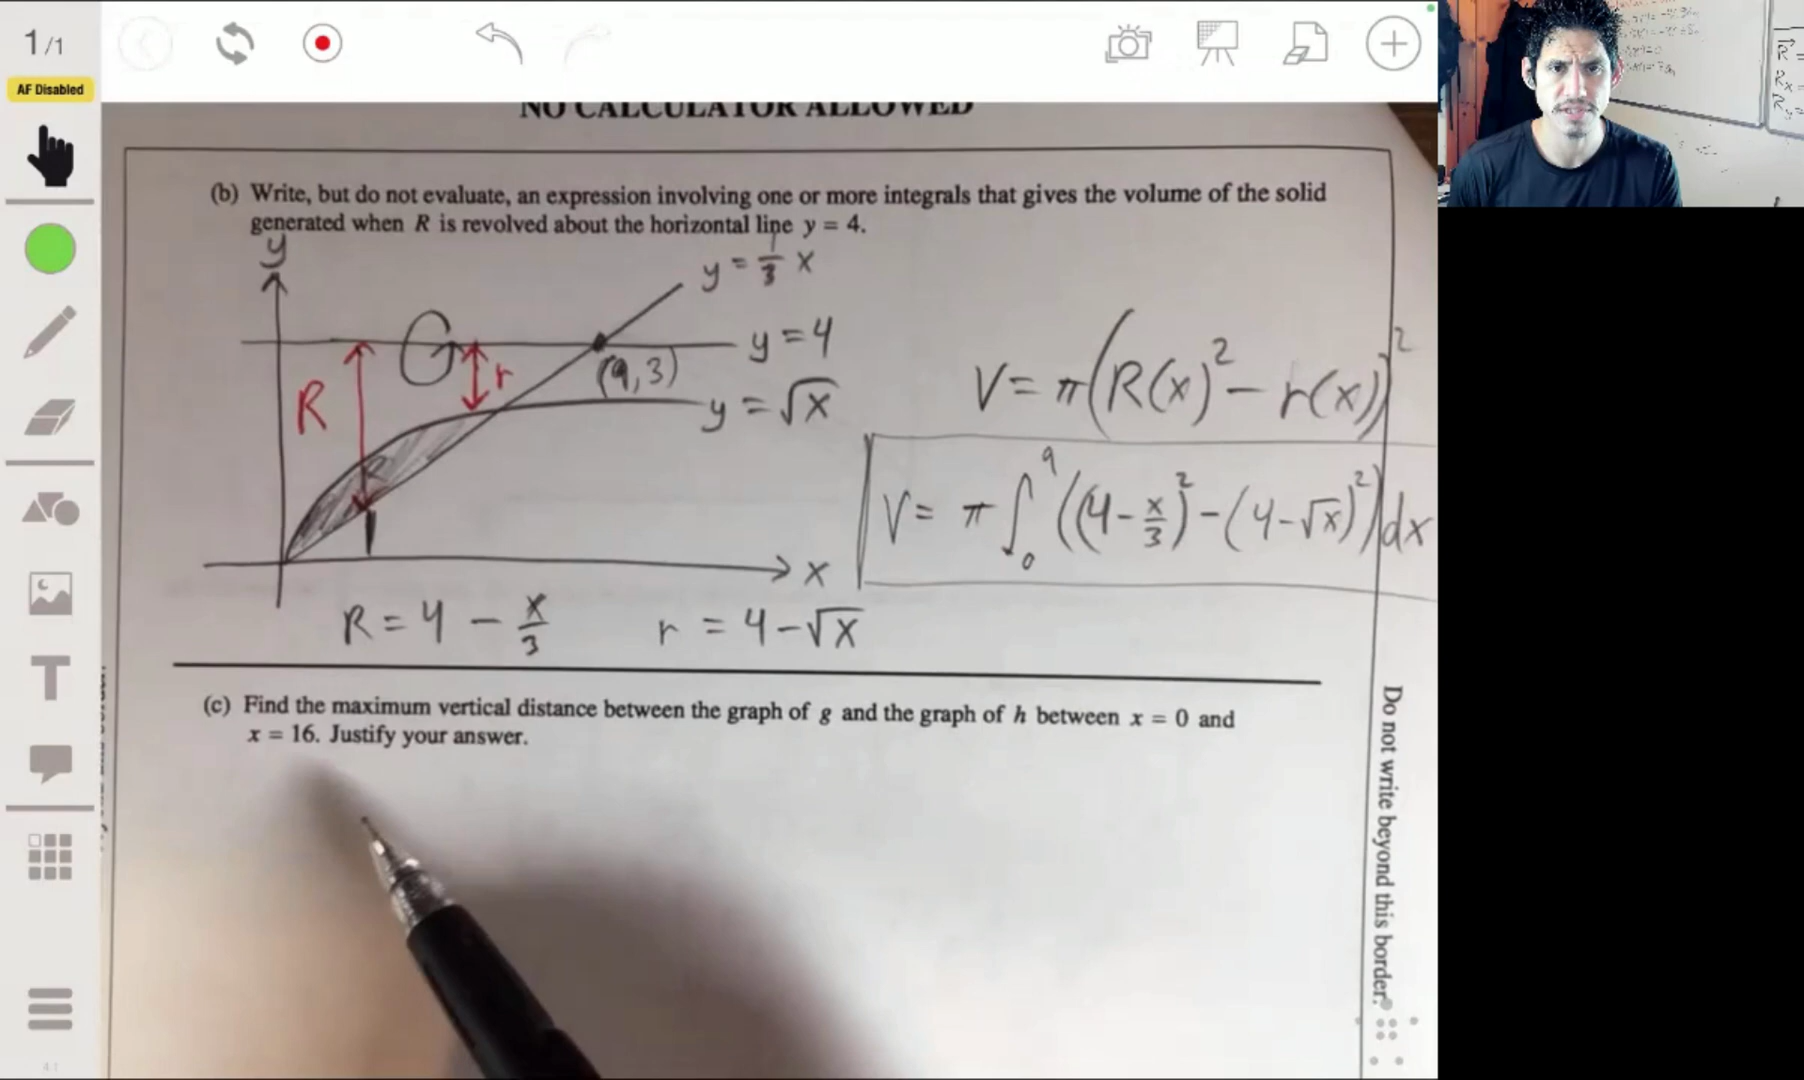 1/1
AF Disabled
NO CALCULATOR ALLOWED
(b) Write, but do not evaluate, an expression involving one or more integrals that gives the volume of the solid
generated when R is revolved about the horizontal line y = 4.
y
y = 1/3 x
y = 4
(9,3)
y = √x
R
r
R
x
R = 4 - x/3
r = 4 - √x
V = π(R(x)² - r(x))²
V = π∫₀⁹ ((4 - x/3)² - (4 - √x)²) dx
(c) Find the maximum vertical distance between the graph of g and the graph of h between x = 0 and
x = 16. Justify your answer.
Do not write beyond this border.
T
R =
Rx =
Ry =